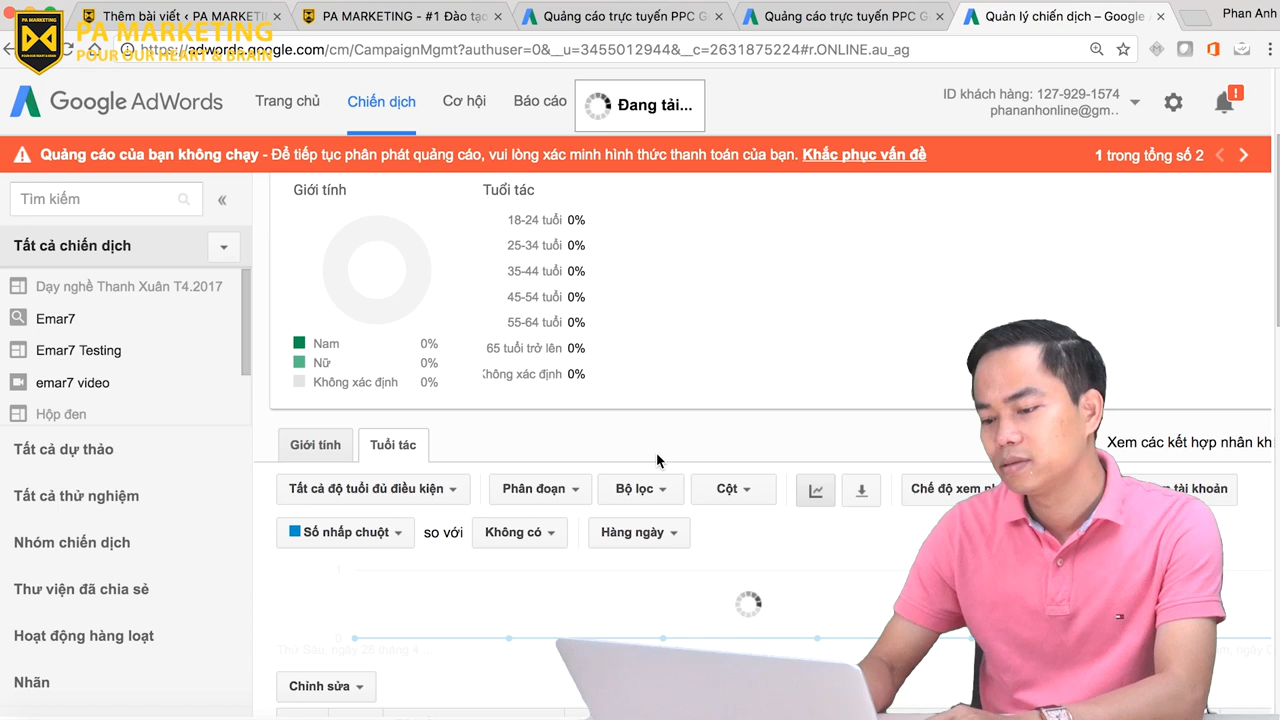 Thêm bài viết ‹ PA MARKETI
PA MARKETING - #1 Đào tạ
Quảng cáo trực tuyến PPC G
Quảng cáo trực tuyến PPC G
Quản lý chiến dịch – Google
Phan Anh
PA MARKETING
POUR OUR HEART & BRAIN
PA MARKETING
https://adwords.google.com/cm/CampaignMgmt?authuser=0&__u=3455012944&__c=2631875224#r.ONLINE.au_ag
Google AdWords
Trang chủ
Chiến dịch
Cơ hội
Báo cáo
Đang tải...
ID khách hàng: 127-929-1574
phananhonline@gm..
Quảng cáo của bạn không chạy - Để tiếp tục phân phát quảng cáo, vui lòng xác minh hình thức thanh toán của bạn. Khắc phục vấn đề
1 trong tổng số 2
Tìm kiếm
Tất cả chiến dịch
Dạy nghề Thanh Xuân T4.2017
Emar7
Emar7 Testing
emar7 video
Hộp đen
Tất cả dự thảo
Tất cả thử nghiệm
Nhóm chiến dịch
Thư viện đã chia sẻ
Hoạt động hàng loạt
Nhãn
Giới tính
Nam 0%
Nữ 0%
Không xác định 0%
Tuổi tác
18-24 tuổi 0%
25-34 tuổi 0%
35-44 tuổi 0%
45-54 tuổi 0%
55-64 tuổi 0%
65 tuổi trở lên 0%
Không xác định 0%
Giới tính
Tuổi tác
Xem các kết hợp nhân kh
Tất cả độ tuổi đủ điều kiện
Phân đoạn
Bộ lọc
Cột
Chế độ xem
tài khoản
Số nhấp chuột
so với
Không có
Hàng ngày
1
0
Thứ Sáu, ngày 28 tháng 4 ...
Chỉnh sửa